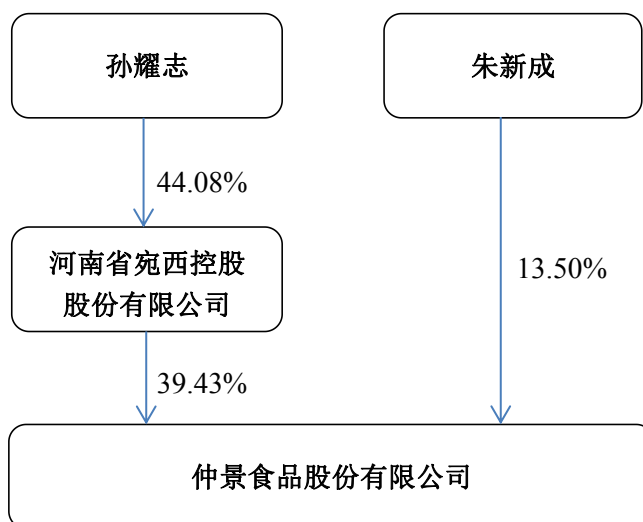 孙耀志
朱新成
44.08%
河南省宛西控股
股份有限公司
13.50%
39.43%
仲景食品股份有限公司